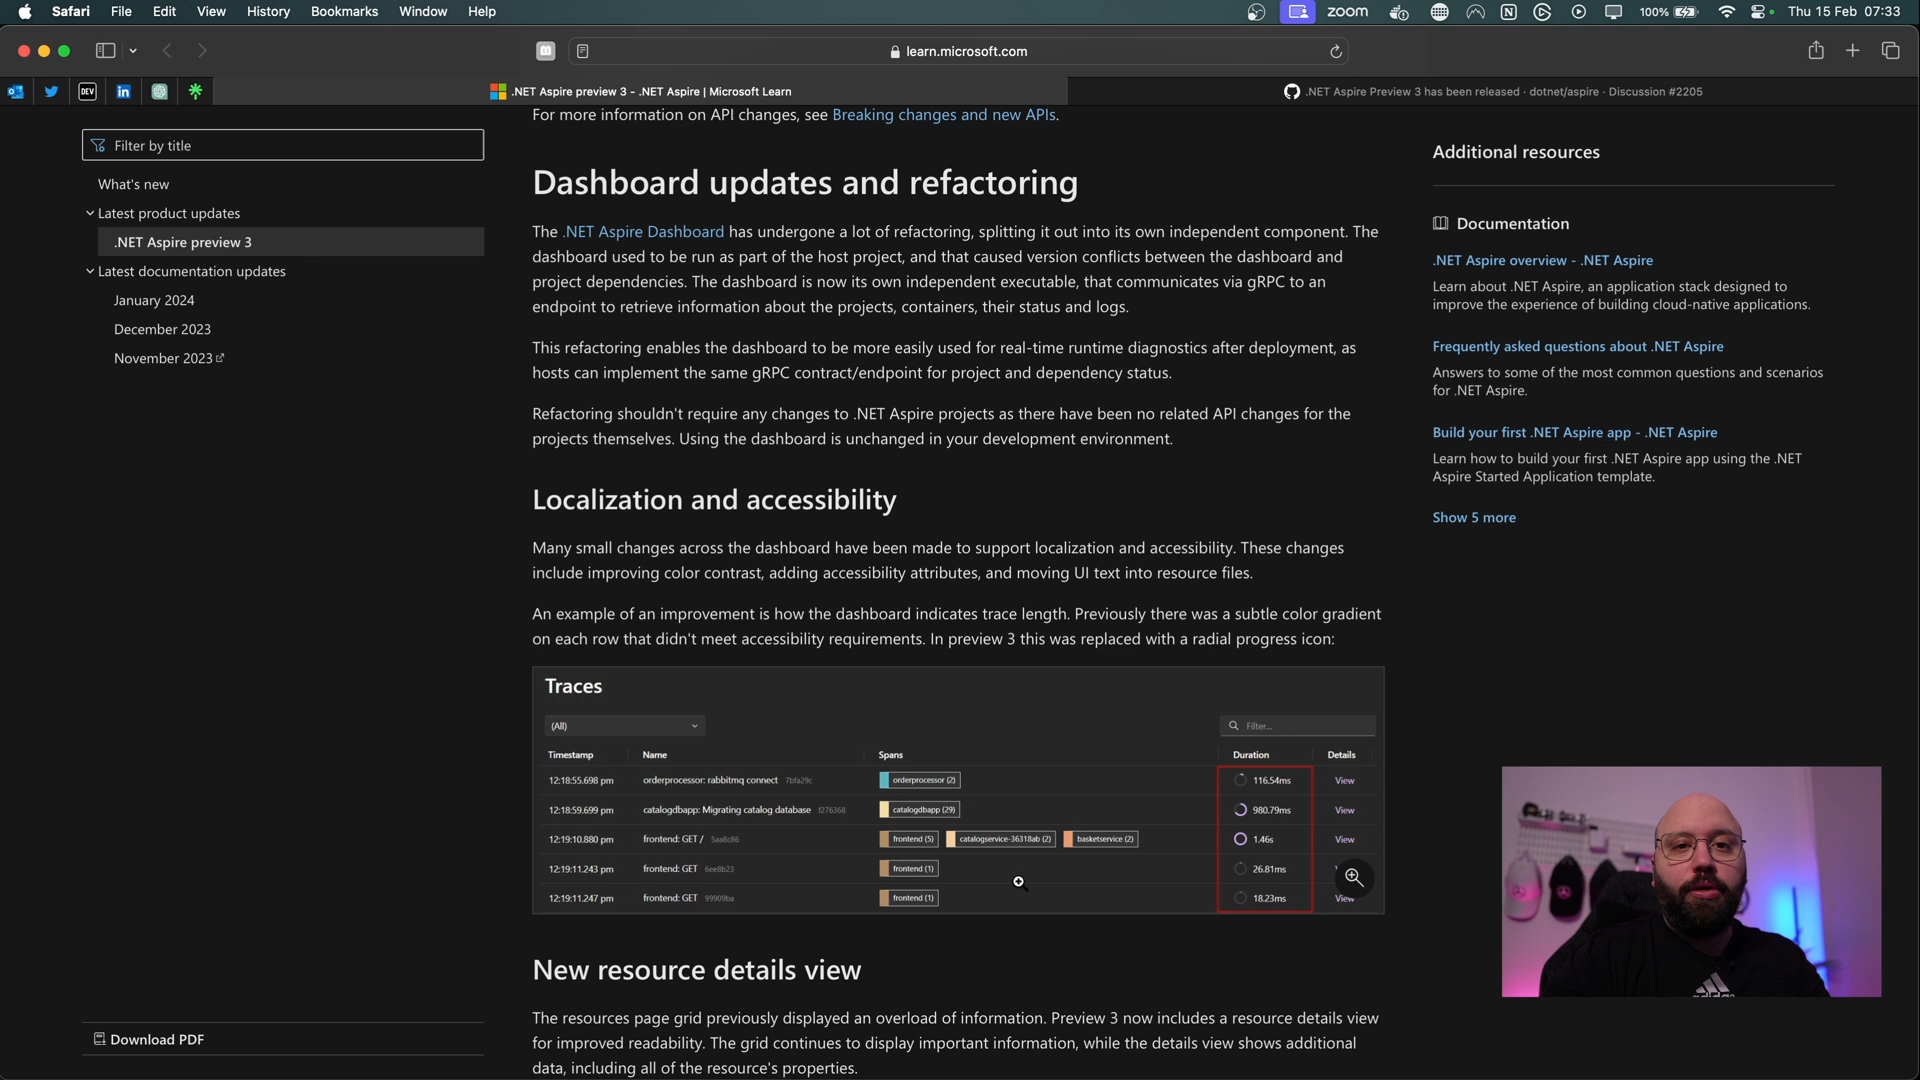 Safari File Edit View History Bookmarks Window Help
zoom 100% Thu 15 Feb 07:33
learn.microsoft.com
DEV in .NET Aspire preview 3 - .NET Aspire | Microsoft Learn
.NET Aspire Preview 3 has been released · dotnet/aspire · Discussion #2205
Filter by title
What's new
Latest product updates
.NET Aspire preview 3
Latest documentation updates
January 2024
December 2023
November 2023
Download PDF
For more information on API changes, see Breaking changes and new APIs.
Dashboard updates and refactoring
The .NET Aspire Dashboard has undergone a lot of refactoring, splitting it out into its own independent component. The
dashboard used to be run as part of the host project, and that caused version conflicts between the dashboard and
project dependencies. The dashboard is now its own independent executable, that communicates via gRPC to an
endpoint to retrieve information about the projects, containers, their status and logs.
This refactoring enables the dashboard to be more easily used for real-time runtime diagnostics after deployment, as
hosts can implement the same gRPC contract/endpoint for project and dependency status.
Refactoring shouldn't require any changes to .NET Aspire projects as there have been no related API changes for the
projects themselves. Using the dashboard is unchanged in your development environment.
Localization and accessibility
Many small changes across the dashboard have been made to support localization and accessibility. These changes
include improving color contrast, adding accessibility attributes, and moving UI text into resource files.
An example of an improvement is how the dashboard indicates trace length. Previously there was a subtle color gradient
on each row that didn't meet accessibility requirements. In preview 3 this was replaced with a radial progress icon:
Traces
(All) Filter...
Timestamp Name Spans Duration Details
12:18:55.698 pm orderprocessor: rabbitmq connect 7bfa29c orderprocessor (2) 116.54ms View
12:18:59.699 pm catalogdbapp: Migrating catalog database f276368 catalogdbapp (29) 980.79ms View
12:19:10.880 pm frontend: GET / 5aa8c86 frontend (5) catalogservice-36318ab (2) basketservice (2) 1.46s View
12:19:11.243 pm frontend: GET 6ee8b23 frontend (1) 26.81ms
12:19:11.247 pm frontend: GET 99909ba frontend (1) 18.23ms View
New resource details view
The resources page grid previously displayed an overload of information. Preview 3 now includes a resource details view
for improved readability. The grid continues to display important information, while the details view shows additional
data, including all of the resource's properties.
Additional resources
Documentation
.NET Aspire overview - .NET Aspire
Learn about .NET Aspire, an application stack designed to
improve the experience of building cloud-native applications.
Frequently asked questions about .NET Aspire
Answers to some of the most common questions and scenarios
for .NET Aspire.
Build your first .NET Aspire app - .NET Aspire
Learn how to build your first .NET Aspire app using the .NET
Aspire Started Application template.
Show 5 more